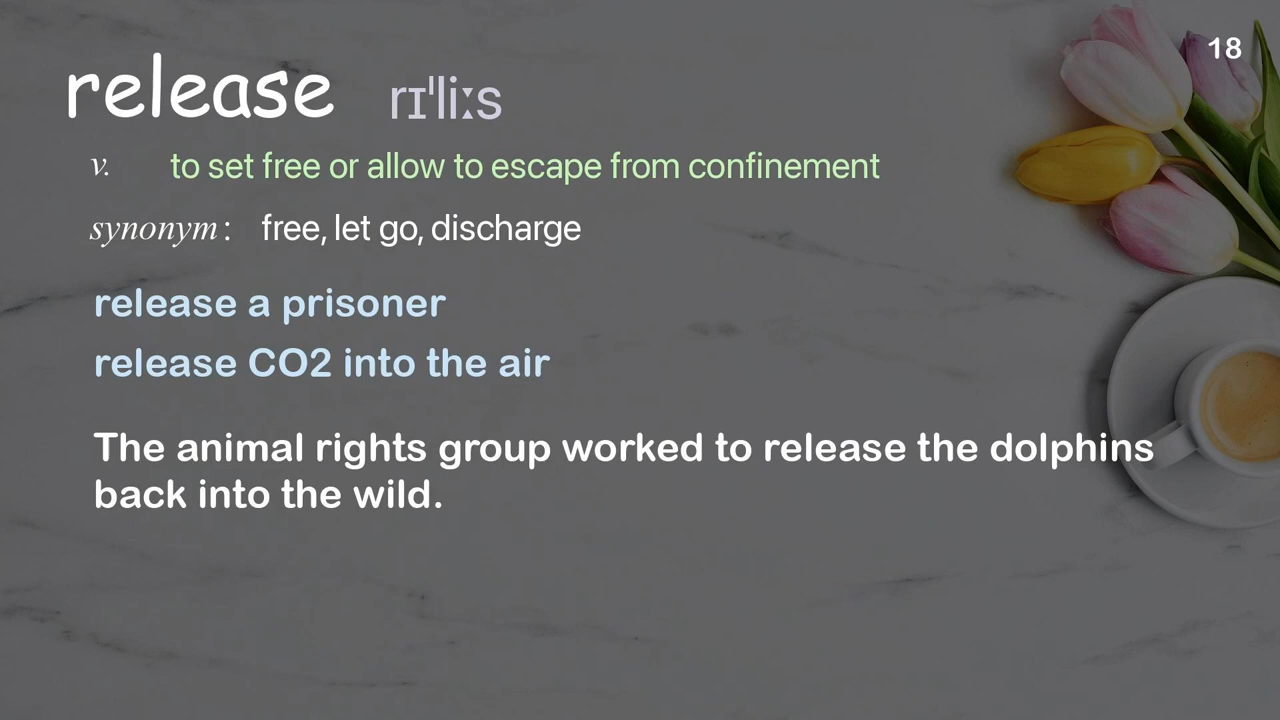 18
release rɪˈliːs
v. to set free or allow to escape from confinement
synonym: free, let go, discharge
release a prisoner
release CO2 into the air
The animal rights group worked to release the dolphins
back into the wild.